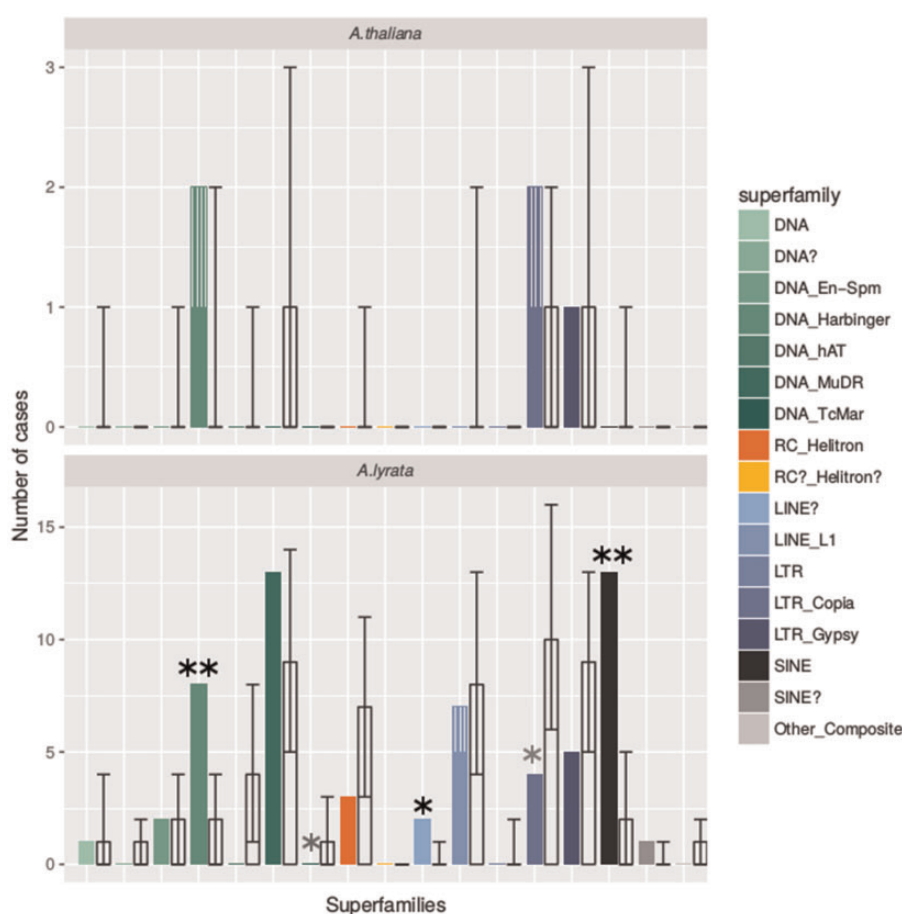 A.thaliana
3
2
1
0
Number of cases
A.lyrata
15
10
5
0
**
*
*
*
**
Superfamilies
superfamily
DNA
DNA?
DNA_En-Spm
DNA_Harbinger
DNA_hAT
DNA_MuDR
DNA_TcMar
RC_Helitron
RC?_Helitron?
LINE?
LINE_L1
LTR
LTR_Copia
LTR_Gypsy
SINE
SINE?
Other_Composite